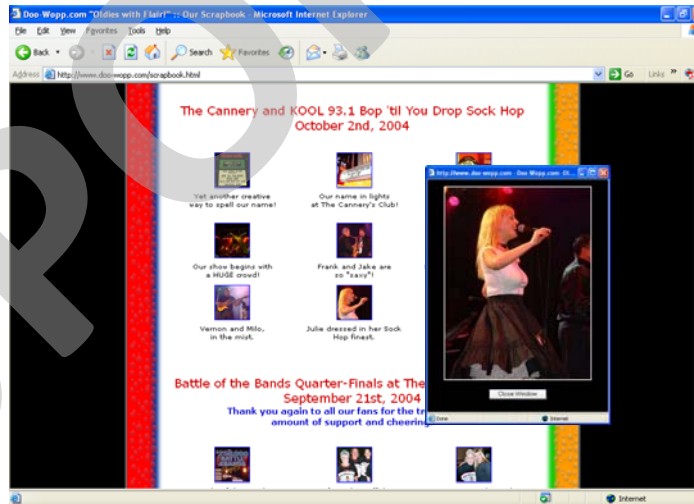 Doo-Wopp.com "Oldies with Flair!" :: Our Scrapbook - Microsoft Internet Explorer
File Edit View Favorites Tools Help
Back Search Favorites
Address http://www.doo-wopp.com/scrapbook.html Go Links »
The Cannery and KOOL 93.1 Bop 'til You Drop Sock Hop
October 2nd, 2004
Yet another creative
way to spell our name!
Our name in lights
at The Cannery's Club!
Our show begins with
a HUGE crowd!
Frank and Jake are
so "saxy"!
Vernon and Milo,
in the mist.
Julie dressed in her Sock
Hop finest.
http://www.doo-wopp.com - Doo-Wopp.com
Close Window
Done Internet
Battle of the Bands Quarter-Finals at The
September 21st, 2004
Thank you again to all our fans for the
amount of support and cheering
Internet